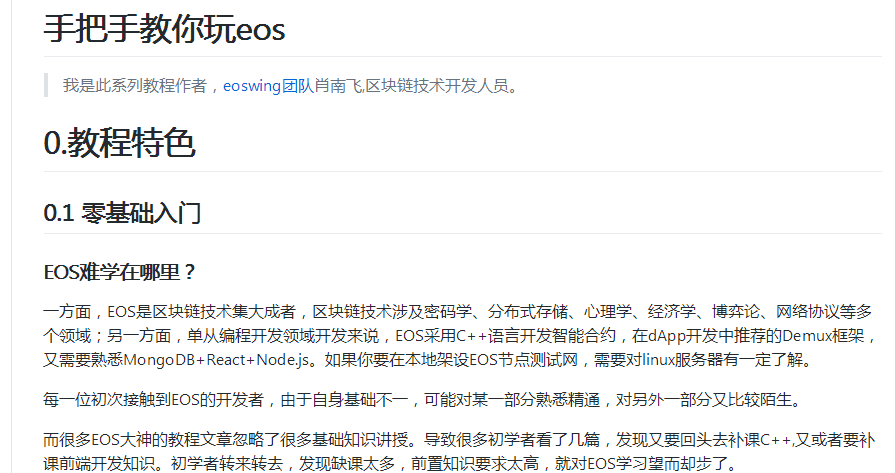 手把手教你玩eos
我是此系列教程作者，eoswing团队肖南飞,区块链技术开发人员。
0.教程特色
0.1 零基础入门
EOS难学在哪里？
一方面，EOS是区块链技术集大成者，区块链技术涉及密码学、分布式存储、心理学、经济学、博弈论、网络协议等多
个领域；另一方面，单从编程开发领域开发来说，EOS采用C++语言开发智能合约，在dApp开发中推荐的Demux框架，
又需要熟悉MongoDB+React+Node.js。如果你要在本地架设EOS节点测试网，需要对linux服务器有一定了解。
每一位初次接触到EOS的开发者，由于自身基础不一，可能对某一部分熟悉精通，对另外一部分又比较陌生。
而很多EOS大神的教程文章忽略了很多基础知识讲授。导致很多初学者看了几篇，发现又要回头去补课C++,又或者要补
课前端开发知识。初学者转来转去，发现缺课太多，前置知识要求太高，就对EOS学习望而却步了。